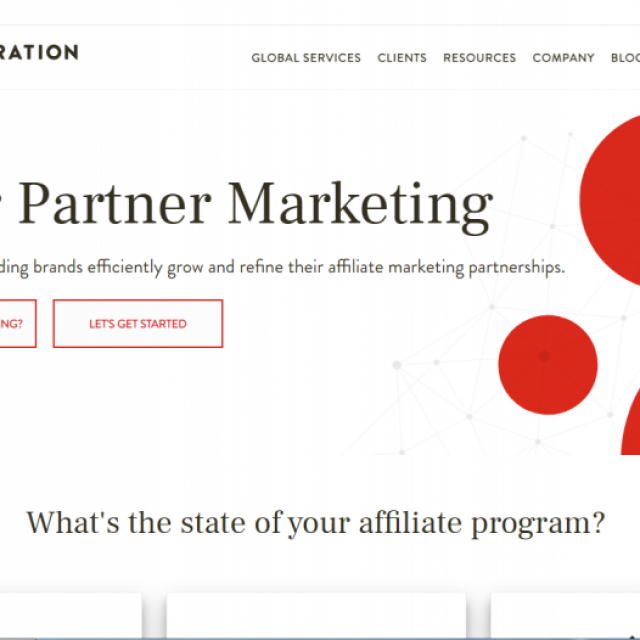 RATION
GLOBAL SERVICES CLIENTS RESOURCES COMPANY BLO
Partner Marketing
ding brands efficiently grow and refine their affiliate marketing partnerships.
NG? LET'S GET STARTED
What's the state of your affiliate program?